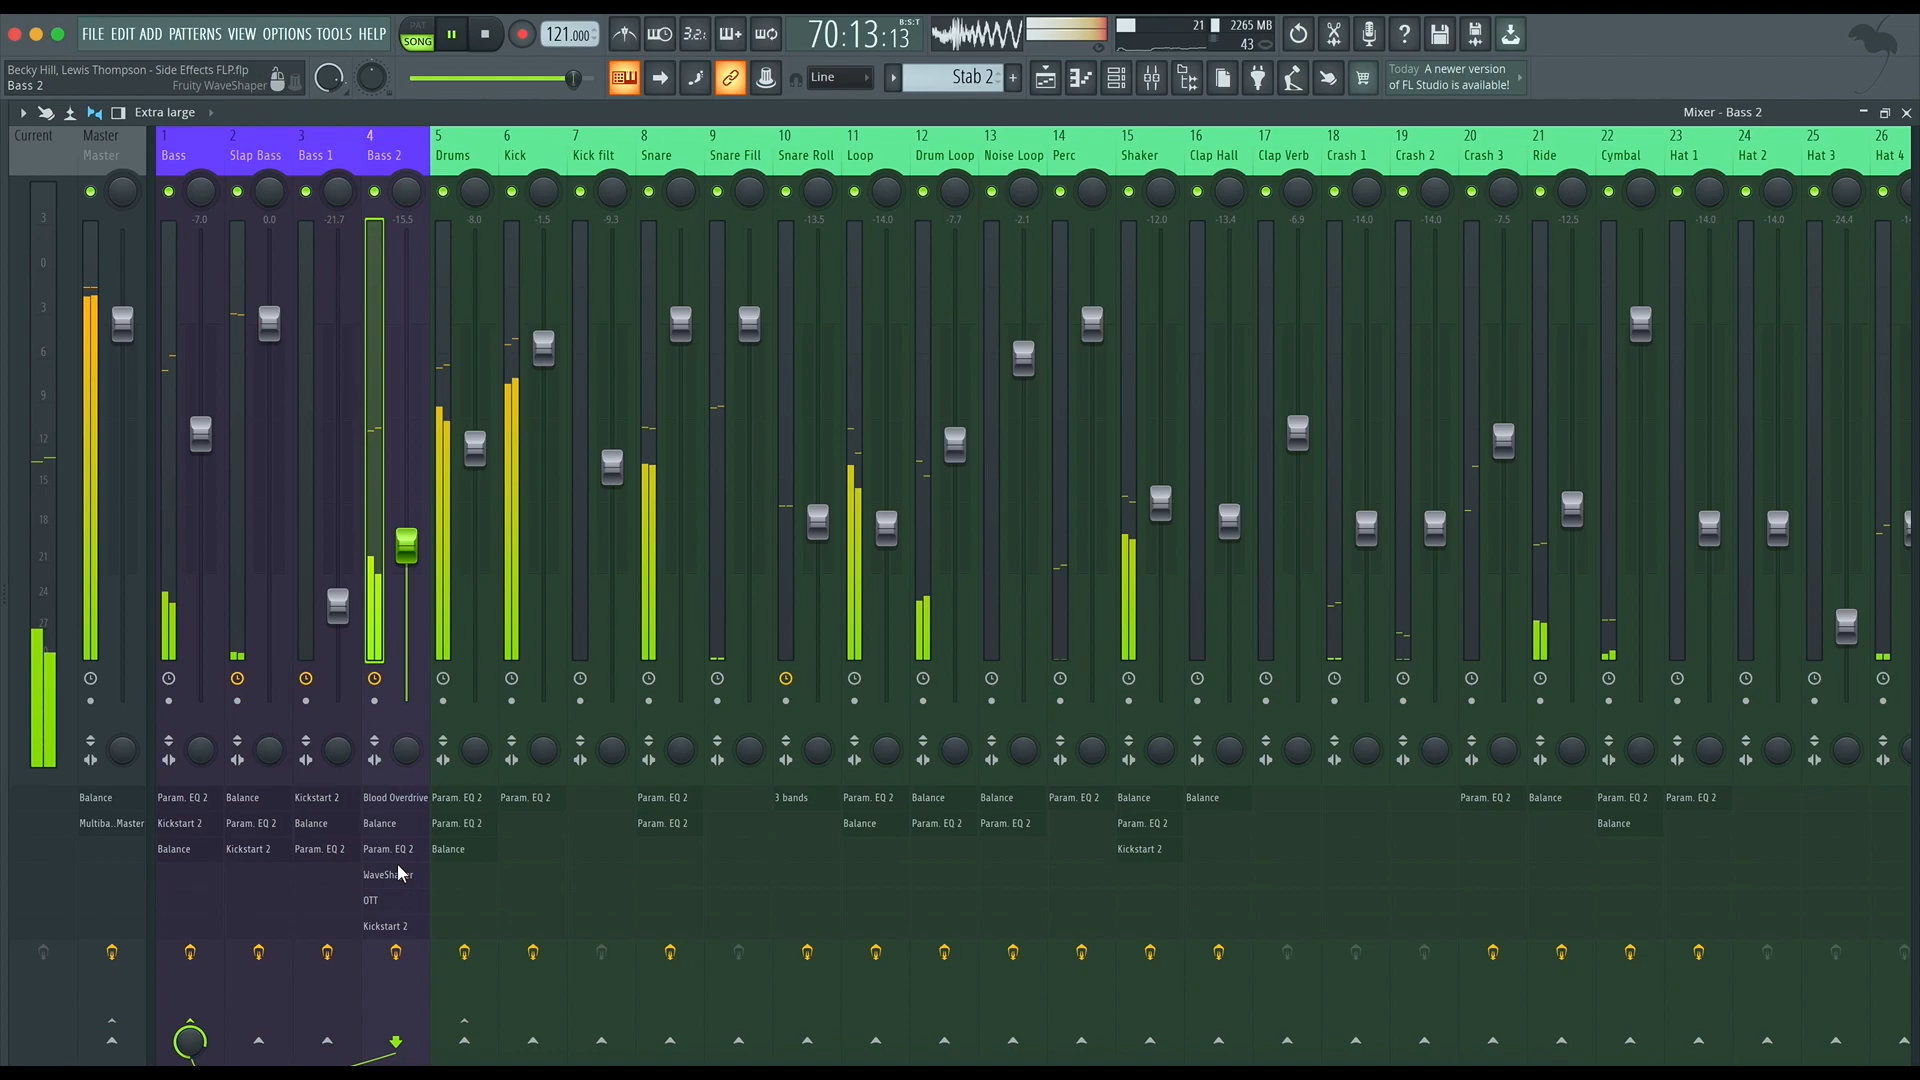 FILE EDIT ADD PATTERNS VIEW OPTIONS TOOLS HELP
PAT
SONG
121.000
3.2:
70:13:13
B:S:T
21
2265 MB
43
Becky Hill, Lewis Thompson - Side Effects FLP.flp
Bass 2
Fruity WaveShaper
Line
Stab 2
Today A newer version
of FL Studio is available!
Extra large
Mixer - Bass 2
Current Master 1 2 3 4 5 6 7 8 9 10 11 12 13 14 15 16 17 18 19 20 21 22 23 24 25 26
Master Bass Slap Bass Bass 1 Bass 2 Drums Kick Kick filt Snare Snare Fill Snare Roll Loop Drum Loop Noise Loop Perc Shaker Clap Hall Clap Verb Crash 1 Crash 2 Crash 3 Ride Cymbal Hat 1 Hat 2 Hat 3 Hat 4
-7.0 0.0 -21.7 -15.5 -8.0 -1.5 -9.3 -13.5 -14.0 -7.7 -2.1 -12.0 -13.4 -6.9 -14.0 -14.0 -7.5 -12.5 -14.0 -14.0 -24.4
3
0
3
6
9
12
15
18
21
24
27
Balance Param. EQ 2 Balance Kickstart 2 Blood Overdrive Param. EQ 2 Param. EQ 2 Param. EQ 2 3 bands Param. EQ 2 Balance Balance Param. EQ 2 Balance Balance Param. EQ 2 Balance Param. EQ 2 Param. EQ 2
Multiba..Master Kickstart 2 Param. EQ 2 Balance Balance Param. EQ 2 Param. EQ 2 Balance Param. EQ 2 Param. EQ 2 Param. EQ 2 Balance
Balance Kickstart 2 Param. EQ 2 Param. EQ 2 Balance Kickstart 2
WaveShaper
OTT
Kickstart 2